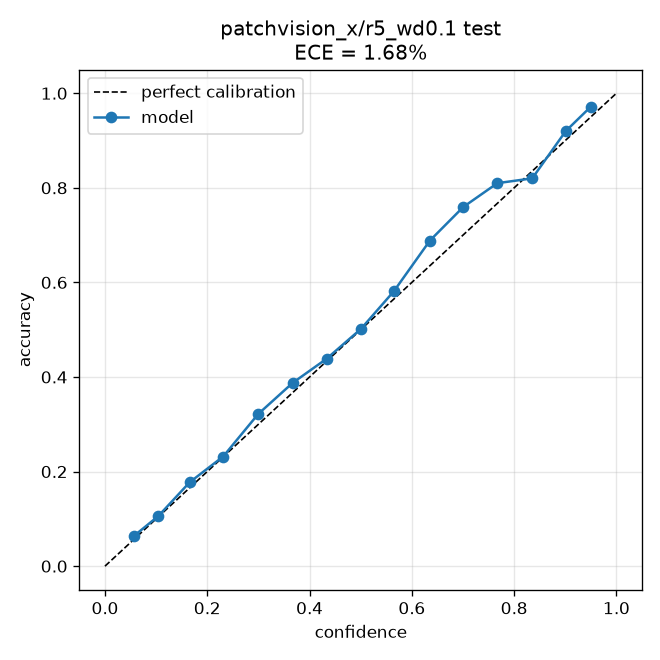 patchvision_x/r5_wd0.1 test
ECE = 1.68%
perfect calibration
model
1.0
0.8
0.6
0.4
0.2
0.0
accuracy
0.0 0.2 0.4 0.6 0.8 1.0
confidence